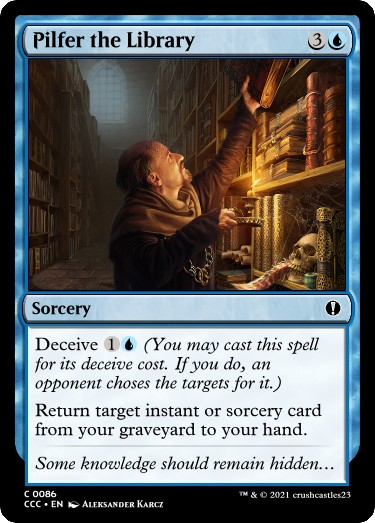 Pilfer the Library 3
Sorcery
Deceive 1 (You may cast this spell
for its deceive cost. If you do, an
opponent choses the targets for it.)
Return target instant or sorcery card
from your graveyard to your hand.
Some knowledge should remain hidden…
C 0086
CCC • EN Aleksander Karcz
™ & © 2021 crushcastles23